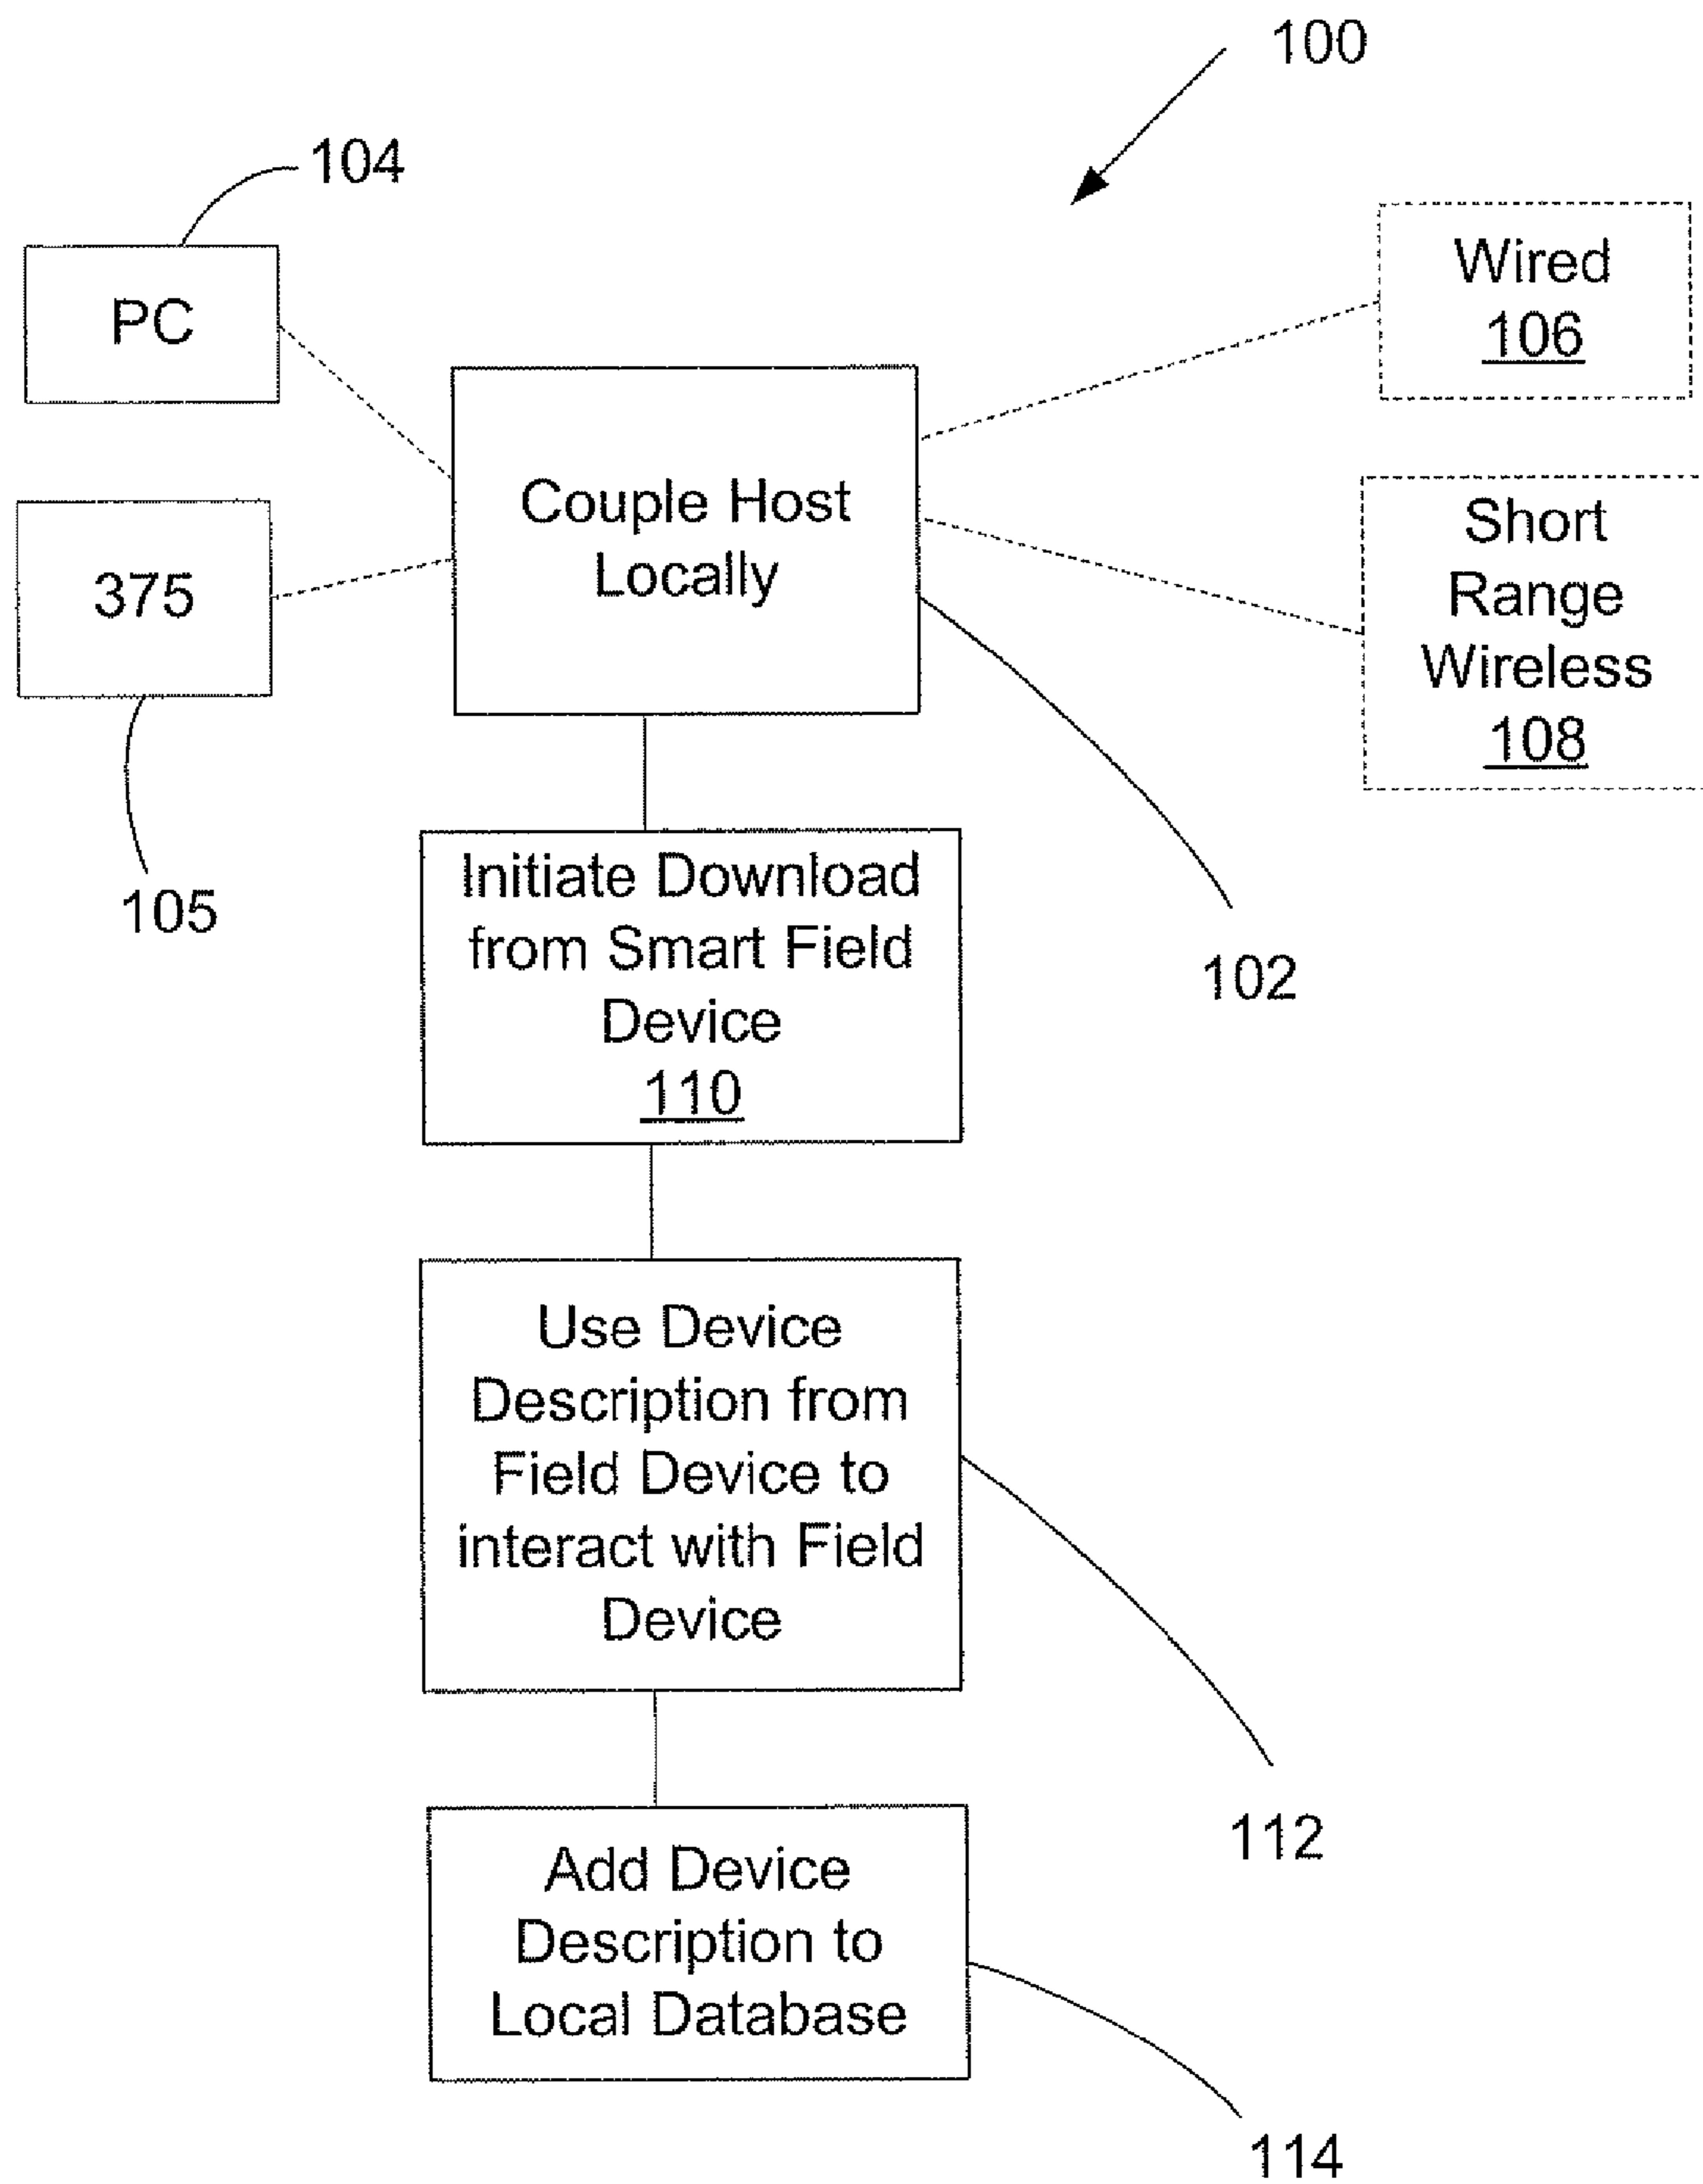 100
104
PC
Wired
106
Couple Host
Locally
375
Short
Range
Wireless
108
105
102
Initiate Download
from Smart Field
Device
110
Use Device
Description from
Field Device to
interact with Field
Device
112
Add Device
Description to
Local Database
114